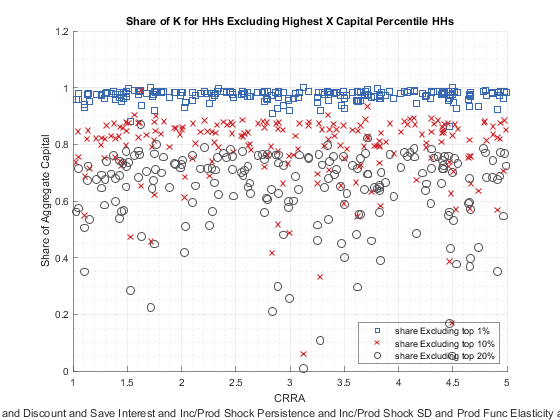 Share of K for HHs Excluding Highest X Capital Percentile HHs
1.2
1
0.8
0.6
0.4
0.2
0
Share of Aggregate Capital
share Excluding top 1%
share Excluding top 10%
share Excluding top 20%
1 1.5 2 2.5 3 3.5 4 4.5 5
CRRA
and Discount and Save Interest and Inc/Prod Shock Persistence and Inc/Prod Shock SD and Prod Func Elasticity a